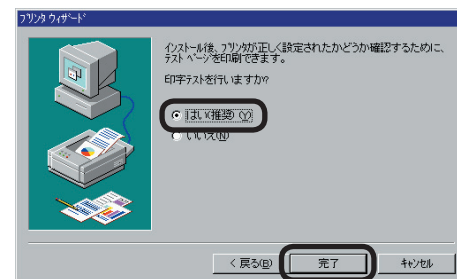 プリンタ ウィザード
インストール後、プリンタが正しく設定されたかどうか確認するために、
テスト ページを印刷できます。
印字テストを行いますか?
はい(推奨)(Y)
いいえ(N)
< 戻る(B)
完了
キャンセル